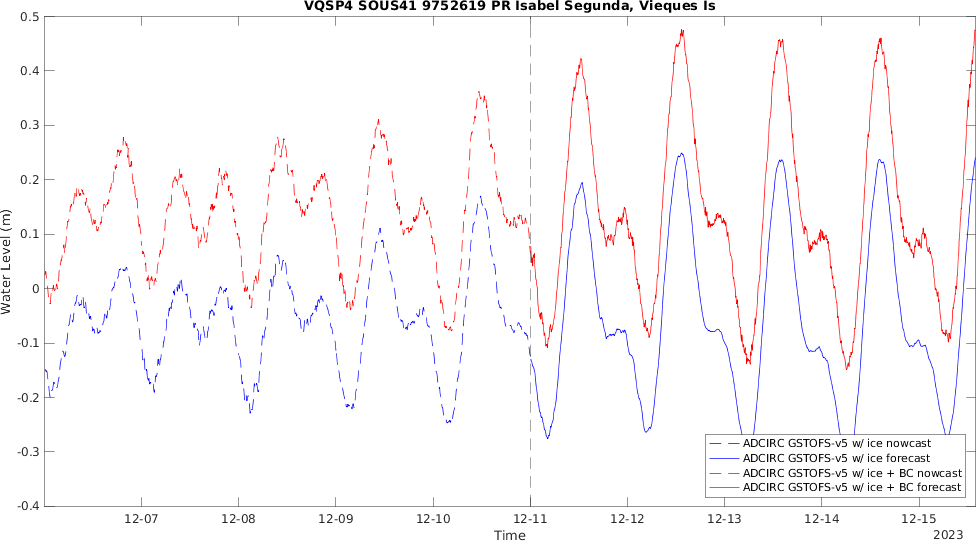 VQSP4 SOUS41 9752619 PR Isabel Segunda, Vieques Is
0.5
0.4
0.3
0.2
0.1
0
-0.1
-0.2
-0.3
-0.4
Water Level (m)
ADCIRC GSTOFS-v5 w/ ice nowcast
ADCIRC GSTOFS-v5 w/ ice forecast
ADCIRC GSTOFS-v5 w/ ice + BC nowcast
ADCIRC GSTOFS-v5 w/ ice + BC forecast
12-07 12-08 12-09 12-10 12-11 12-12 12-13 12-14 12-15
Time
2023